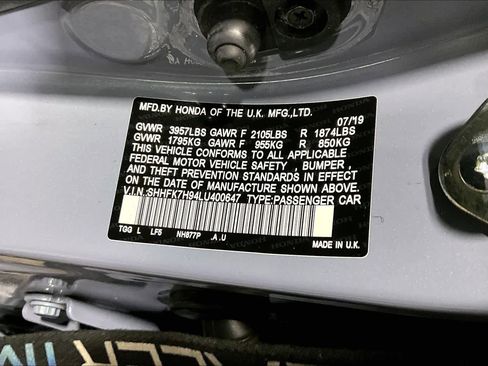 MFD.BY HONDA OF THE U.K. MFG.,LTD.
07/19
GVWR 3957LBS GAWR F 2105LBS R 1874LBS
GVWR 1795KG GAWR F 955KG R 850KG
THIS VEHICLE CONFORMS TO ALL APPLICABLE
FEDERAL MOTOR VEHICLE SAFETY , BUMPER ,
AND THEFT PREVENTION STANDARDS IN EFFECT
ON THE DATE OF MANUFACTURE SHOWN ABOVE.
V.I.N:SHHFK7H94LU400647 TYPE:PASSENGER CAR
TGG L LF5 NH877P .A .U MADE IN U.K.